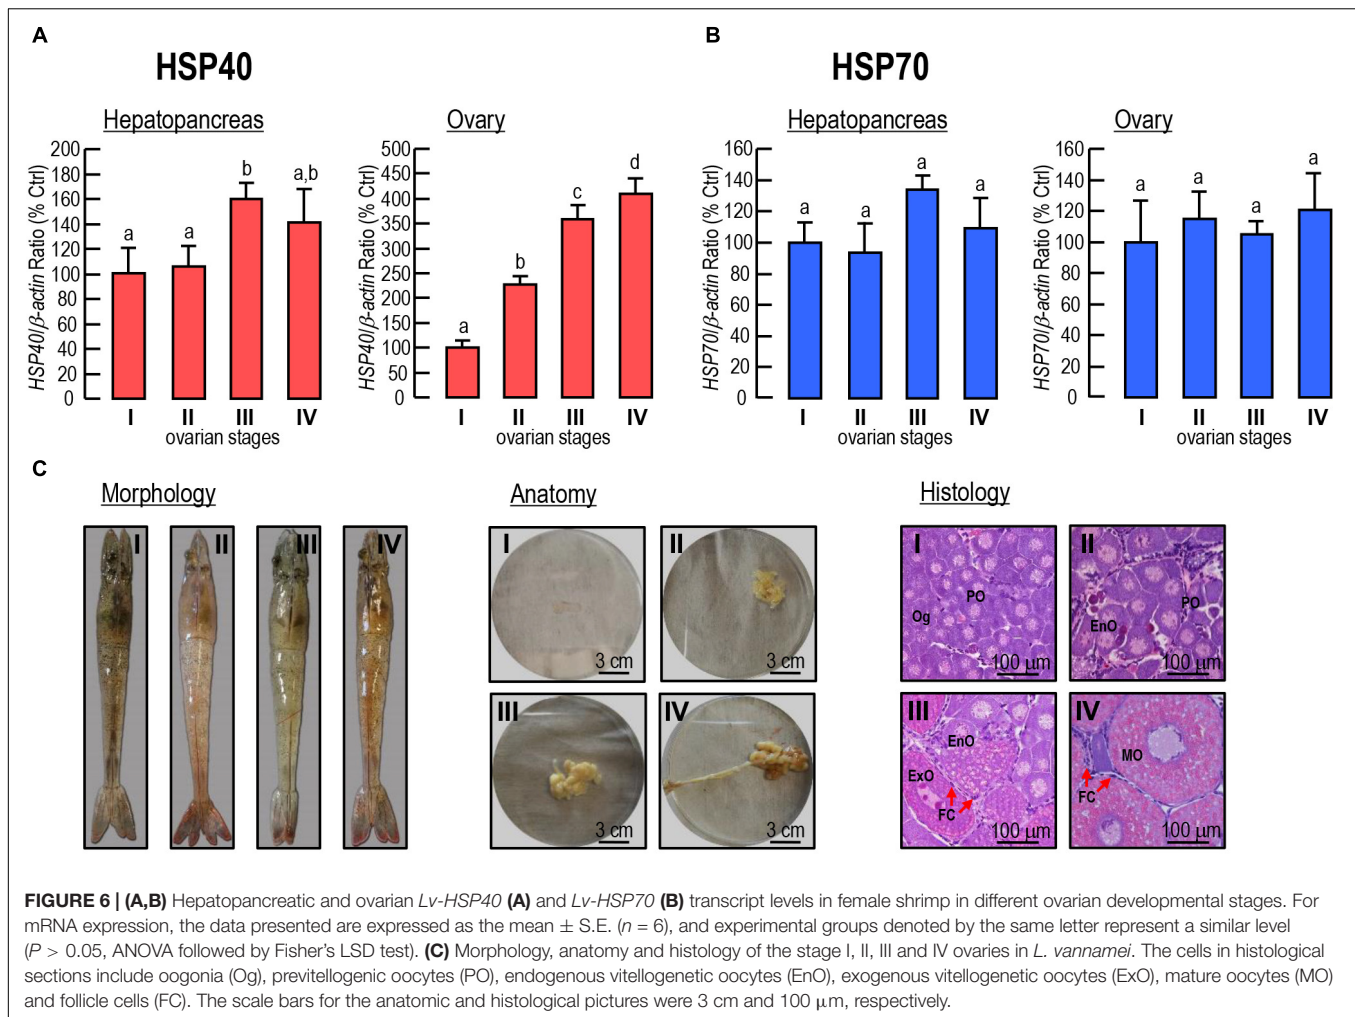 A
HSP40
Hepatopancreas
HSP40/β-actin Ratio (% Ctrl)
200
180
160
140
120
100
80
60
40
20
0
a
a
b
a,b
I II III IV
ovarian stages
Ovary
HSP40/β-actin Ratio (% Ctrl)
500
450
400
350
300
250
200
150
100
50
0
a
b
c
d
I II III IV
ovarian stages
B
HSP70
Hepatopancreas
HSP70/β-actin Ratio (% Ctrl)
160
140
120
100
80
60
40
20
0
a
a
a
a
I II III IV
ovarian stages
Ovary
HSP70/β-actin Ratio (% Ctrl)
160
140
120
100
80
60
40
20
0
a
a
a
a
I II III IV
ovarian stages
C
Morphology
I II III IV
Anatomy
I
3 cm
II
3 cm
III
3 cm
IV
3 cm
Histology
I
PO
Og
100 μm
II
PO
EnO
100 μm
III
EnO
ExO
FC
100 μm
IV
MO
FC
100 μm
FIGURE 6 | (A,B) Hepatopancreatic and ovarian Lv-HSP40 (A) and Lv-HSP70 (B) transcript levels in female shrimp in different ovarian developmental stages. For
mRNA expression, the data presented are expressed as the mean ± S.E. (n = 6), and experimental groups denoted by the same letter represent a similar level
(P > 0.05, ANOVA followed by Fisher's LSD test). (C) Morphology, anatomy and histology of the stage I, II, III and IV ovaries in L. vannamei. The cells in histological
sections include oogonia (Og), previtellogenic oocytes (PO), endogenous vitellogenetic oocytes (EnO), exogenous vitellogenetic oocytes (ExO), mature oocytes (MO)
and follicle cells (FC). The scale bars for the anatomic and histological pictures were 3 cm and 100 μm, respectively.